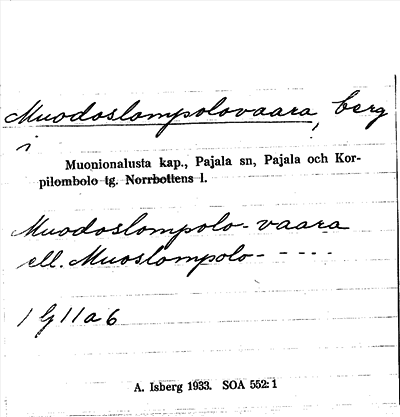 Muodoslompolovaara, berg
i
Muonionalusta kap., Pajala sn, Pajala och Kor-
pilombolo tg. Norrbottens l.
Muodoslompolo-vaara
ell. Muoslompolo- - - - -
1 lj 11 a 6
A. Isberg 1933. SOA 552:1